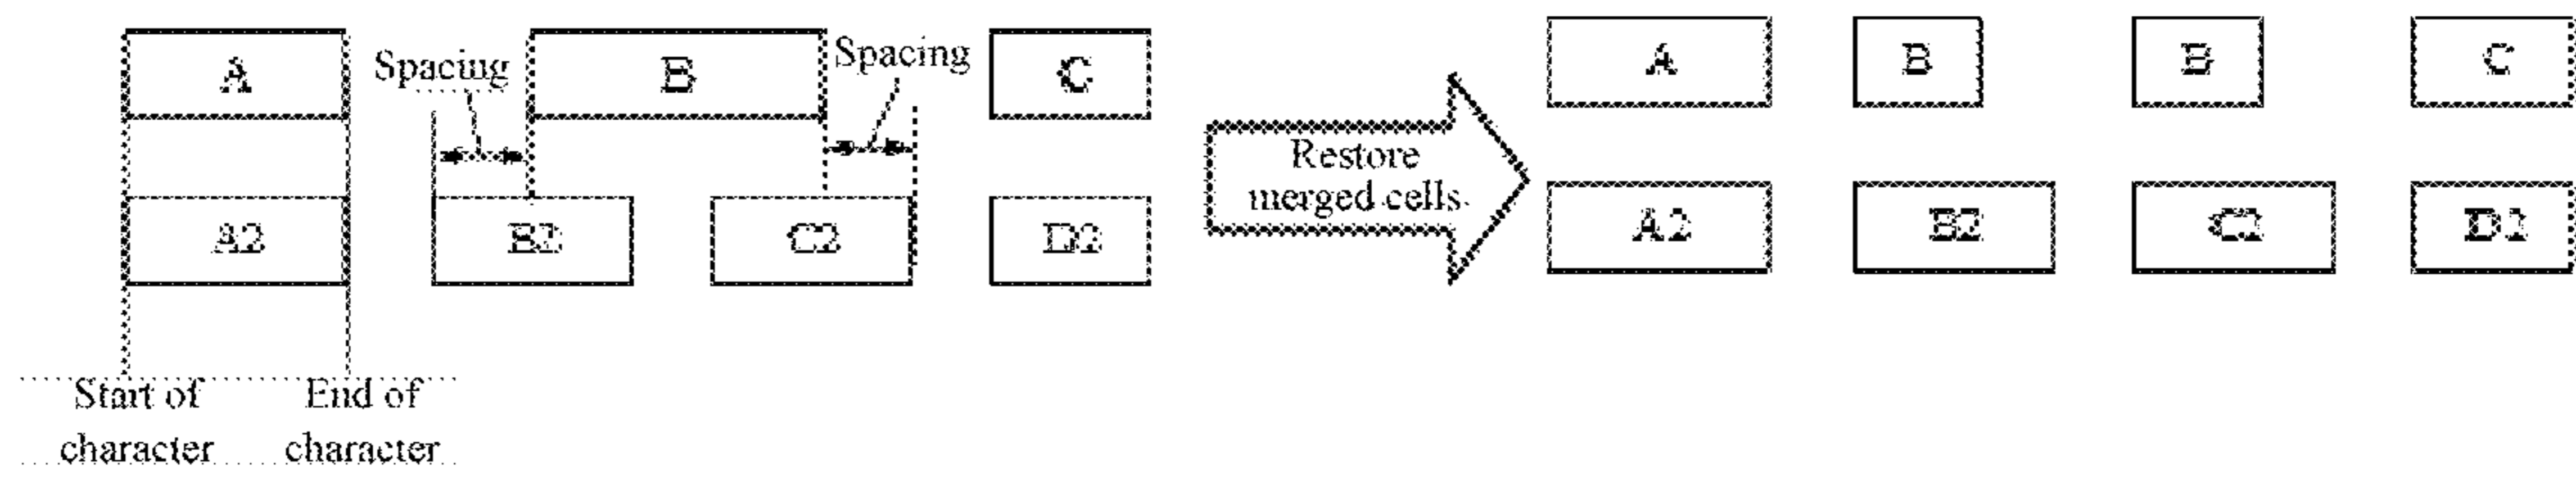 A Spacing B Spacing C
A2 B2 C2 D2
Start of
character
End of
character
Restore
merged cells
A B B C
A2 B2 C2 D2